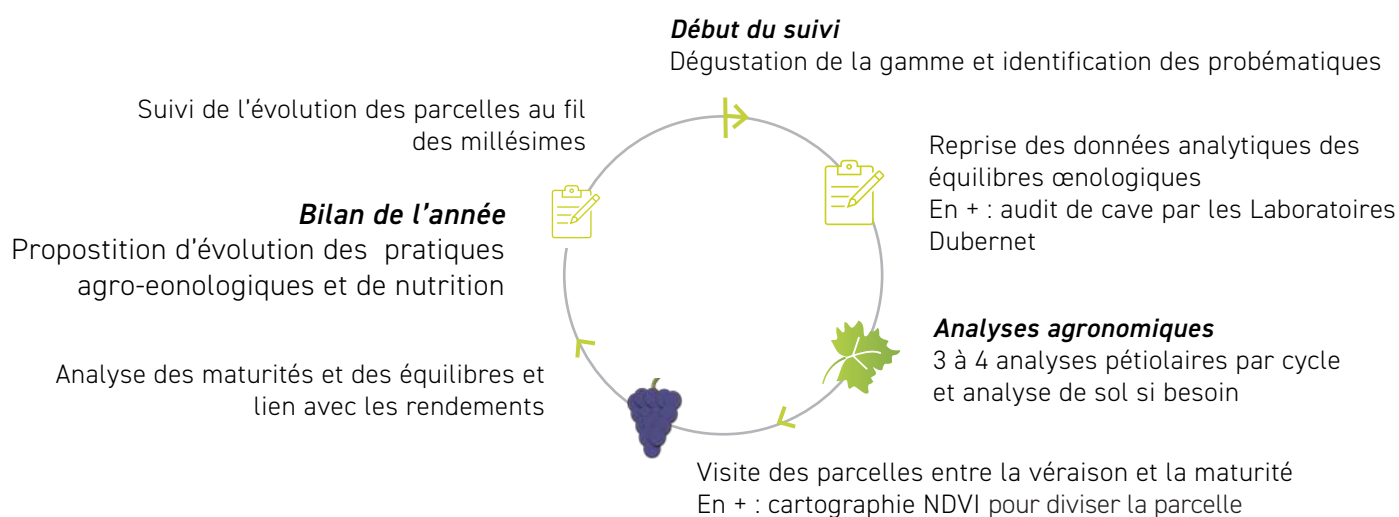 Début du suivi
Dégustation de la gamme et identification des probématiques
Reprise des données analytiques des
équilibres œnologiques
En + : audit de cave par les Laboratoires
Dubernet
Analyses agronomiques
3 à 4 analyses pétiolaires par cycle
et analyse de sol si besoin
Visite des parcelles entre la véraison et la maturité
En + : cartographie NDVI pour diviser la parcelle
Analyse des maturités et des équilibres et
lien avec les rendements
Bilan de l'année
Propostition d'évolution des pratiques
agro-eonologiques et de nutrition
Suivi de l'évolution des parcelles au fil
des millésimes